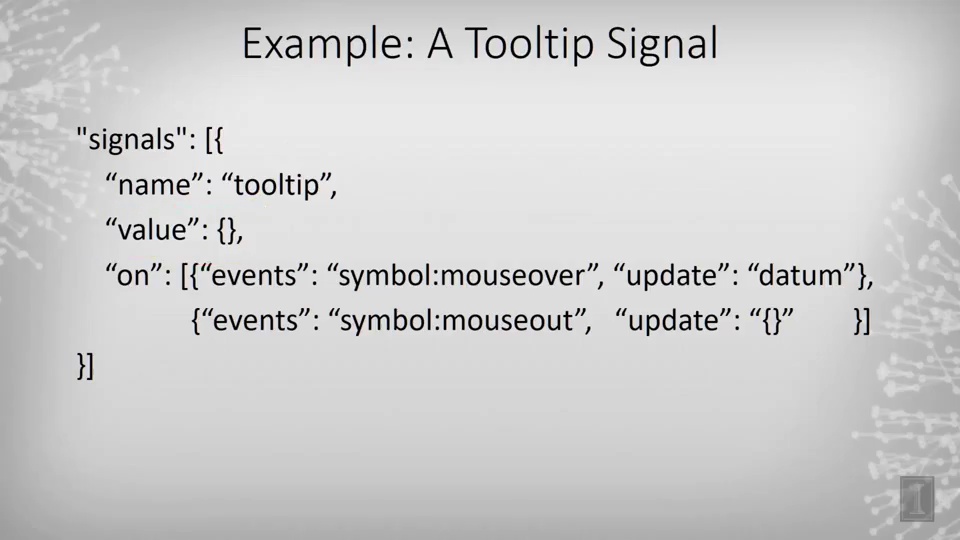 Example: A Tooltip Signal
"signals": [{
“name”: “tooltip”,
“value”: {},
“on”: [{“events”: “symbol:mouseover”, “update”: “datum”},
{“events”: “symbol:mouseout”, “update”: “{}” }]
}]
I